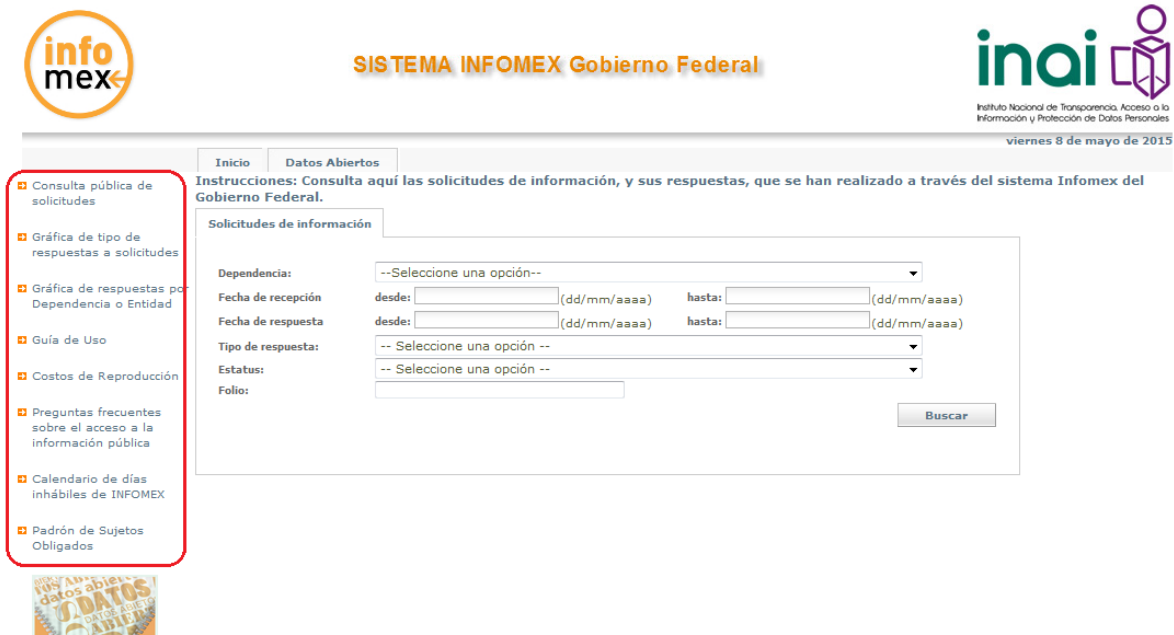 info
mex
SISTEMA INFOMEX Gobierno Federal
inai
Instituto Nacional de Transparencia, Acceso a la
Información y Protección de Datos Personales
viernes 8 de mayo de 2015
Inicio
Datos Abiertos
Consulta pública de
solicitudes
Gráfica de tipo de
respuestas a solicitudes
Gráfica de respuestas por
Dependencia o Entidad
Guía de Uso
Costos de Reproducción
Preguntas frecuentes
sobre el acceso a la
información pública
Calendario de días
inhábiles de INFOMEX
Padrón de Sujetos
Obligados
Instrucciones: Consulta aquí las solicitudes de información, y sus respuestas, que se han realizado a través del sistema Infomex del
Gobierno Federal.
Solicitudes de información
Dependencia: --Seleccione una opción--
Fecha de recepción desde: (dd/mm/aaaa) hasta: (dd/mm/aaaa)
Fecha de respuesta desde: (dd/mm/aaaa) hasta: (dd/mm/aaaa)
Tipo de respuesta: -- Seleccione una opción --
Estatus: -- Seleccione una opción --
Folio:
Buscar
datos abiertos
DATOS